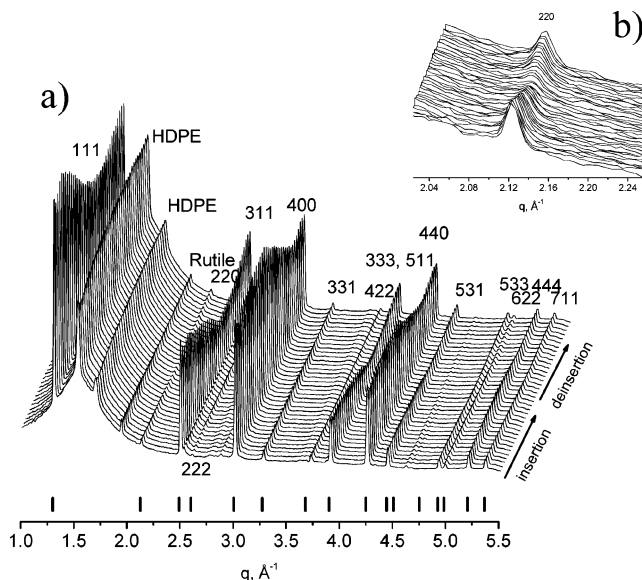 220
b)
a)
2.04 2.08 2.12 2.16 2.20 2.24
q, Å-1
111
HDPE
HDPE
311
400
Rutile
220
440
333, 511
331
422
531
533
444
622
711
222
deinsertion
insertion
1.0 1.5 2.0 2.5 3.0 3.5 4.0 4.5 5.0 5.5
q, Å-1